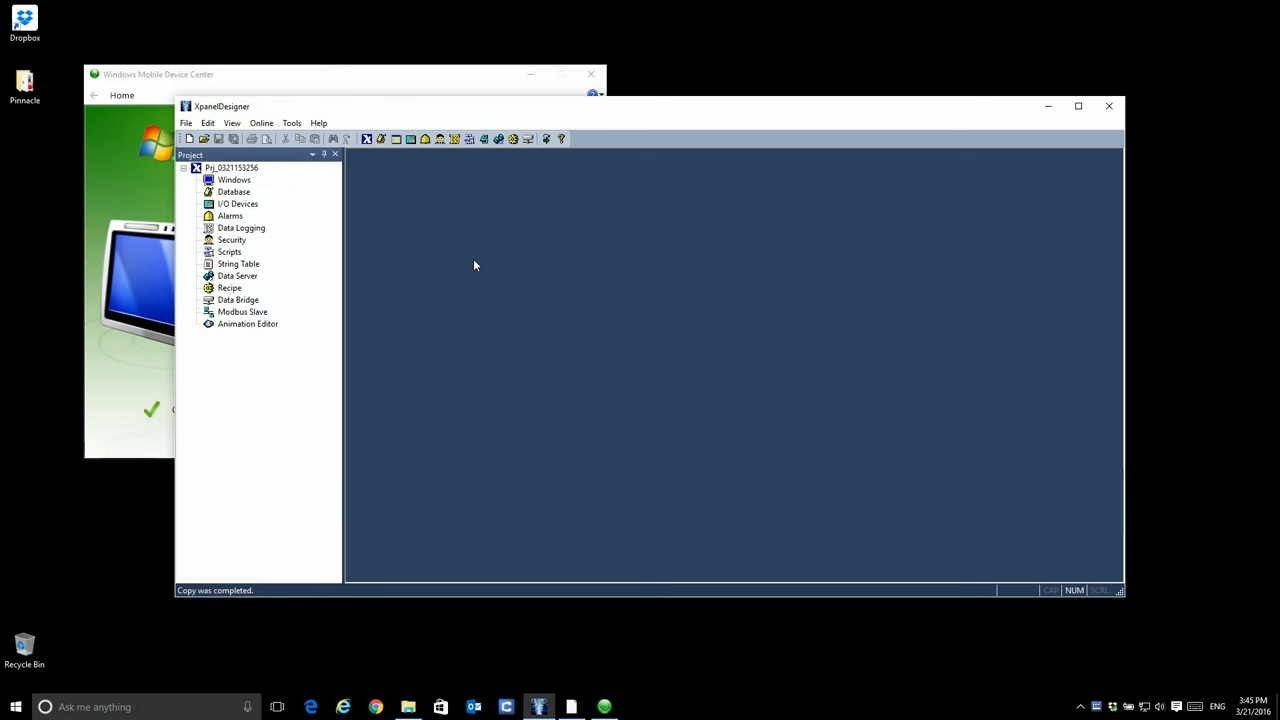 Dropbox
Pinnacle
Windows Mobile Device Center
Home
XpanelDesigner
File Edit View Online Tools Help
Project
Prj_0321153256
Windows
Database
I/O Devices
Alarms
Data Logging
Security
Scripts
String Table
Data Server
Recipe
Data Bridge
Modbus Slave
Animation Editor
Copy was completed.
CAP NUM SCRL
Recycle Bin
Ask me anything
ENG
3:45 PM
3/21/2016